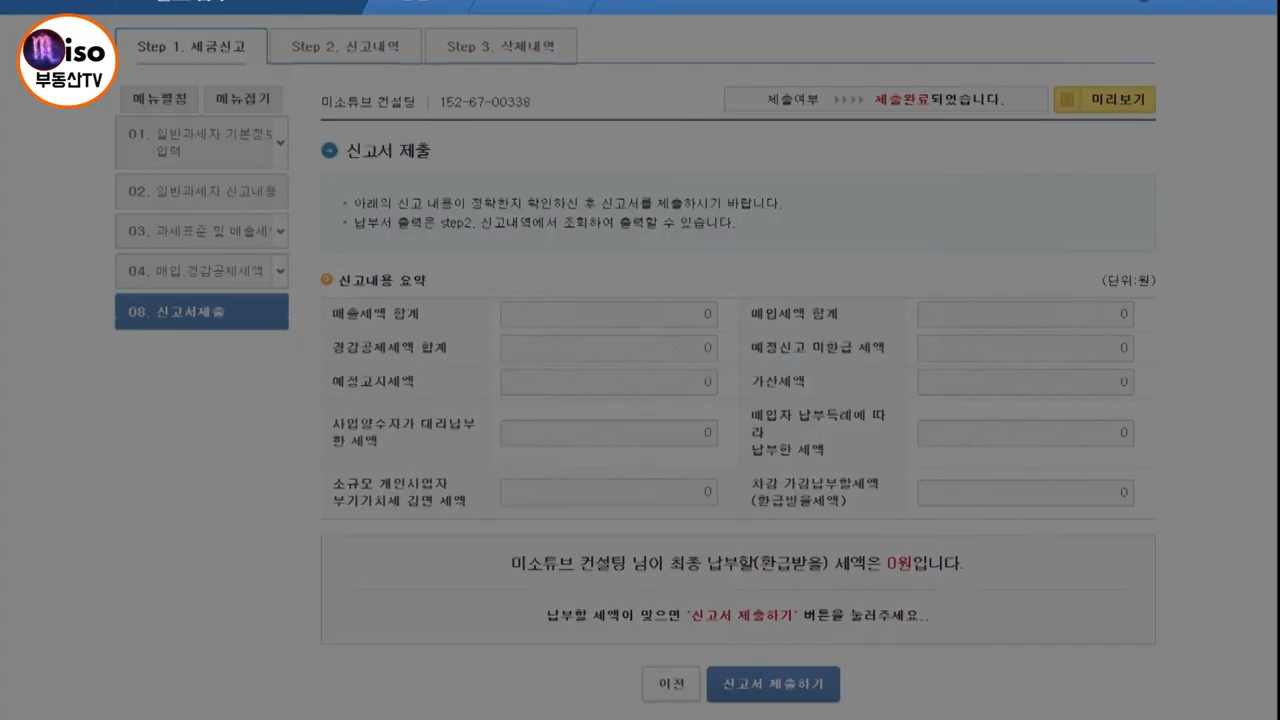 miso
부동산TV
Step 1. 세금신고
Step 2. 신고내역
Step 3. 삭제내역
메뉴펼침
메뉴접기
미소튜브 컨설팅 | 152-67-00338
제출여부 ▸▸▸▸ 제출완료되었습니다.
미리보기
01. 일반과세자 기본정보
입력
02. 일반과세자 신고내용
03. 과세표준 및 매출세
04. 매입.경감공제세액
08. 신고서제출
신고서 제출
• 아래의 신고 내용이 정확한지 확인하신 후 신고서를 제출하시기 바랍니다.
• 납부서 출력은 step2. 신고내역에서 조회하여 출력할 수 있습니다.
신고내용 요약
(단위:원)
매출세액 합계 0 매입세액 합계 0
경감공제세액 합계 0 예정신고 미환급 세액 0
예정고지세액 0 가산세액 0
사업양수자가 대리납부
한 세액 0
매입자 납부특례에 따
라
납부한 세액 0
소규모 개인사업자
부가가치세 감면 세액 0
차감·가감납부할세액
(환급받을세액) 0
미소튜브 컨설팅 님이 최종 납부할(환급받을) 세액은 0원입니다.
납부할 세액이 맞으면 '신고서 제출하기' 버튼을 눌러주세요..
이전
신고서 제출하기